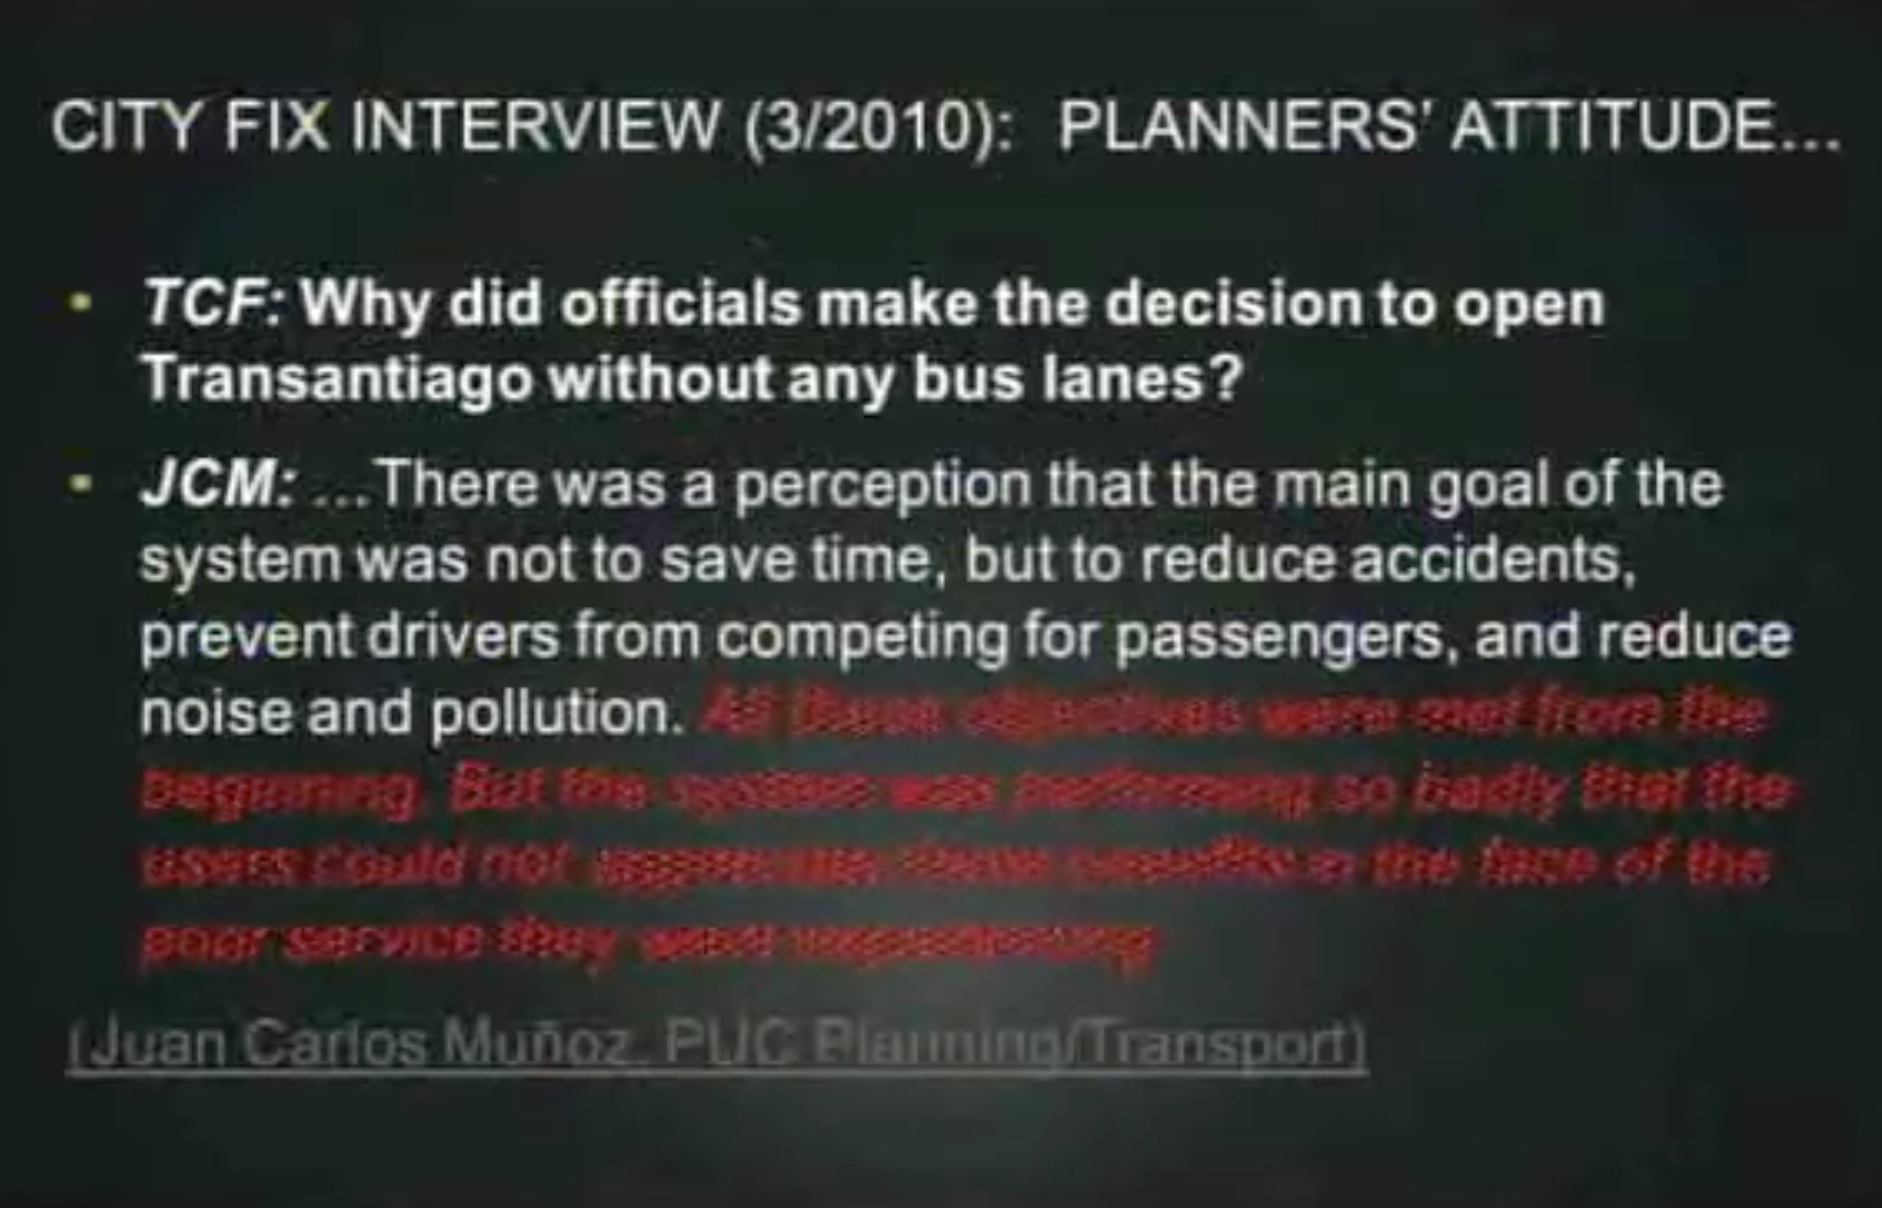 CITY FIX INTERVIEW (3/2010): PLANNERS' ATTITUDE...
• TCF: Why did officials make the decision to open
Transantiago without any bus lanes?
• JCM: ...There was a perception that the main goal of the
system was not to save time, but to reduce accidents,
prevent drivers from competing for passengers, and reduce
noise and pollution. All these objectives were met from the
beginning. But the system was performing so badly that the
users could not appreciate these benefits in the face of the
poor service they were experiencing
(Juan Carlos Muñoz, PUC Planning/Transport)